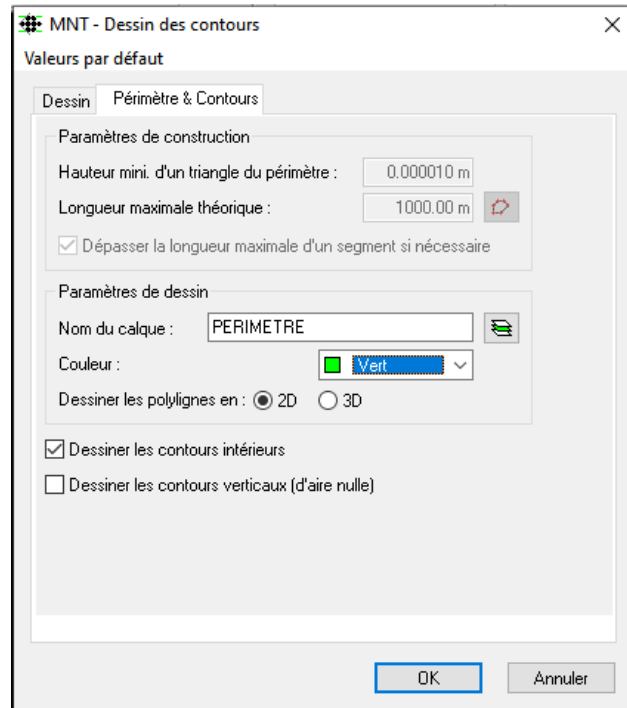 MNT - Dessin des contours
Valeurs par défaut
Dessin Périmètre & Contours
Paramètres de construction
Hauteur mini. d'un triangle du périmètre : 0.000010 m
Longueur maximale théorique : 1000.00 m
Dépasser la longueur maximale d'un segment si nécessaire
Paramètres de dessin
Nom du calque : PERIMETRE
Couleur : Vert
Dessiner les polylignes en : 2D 3D
Dessiner les contours intérieurs
Dessiner les contours verticaux (d'aire nulle)
OK Annuler